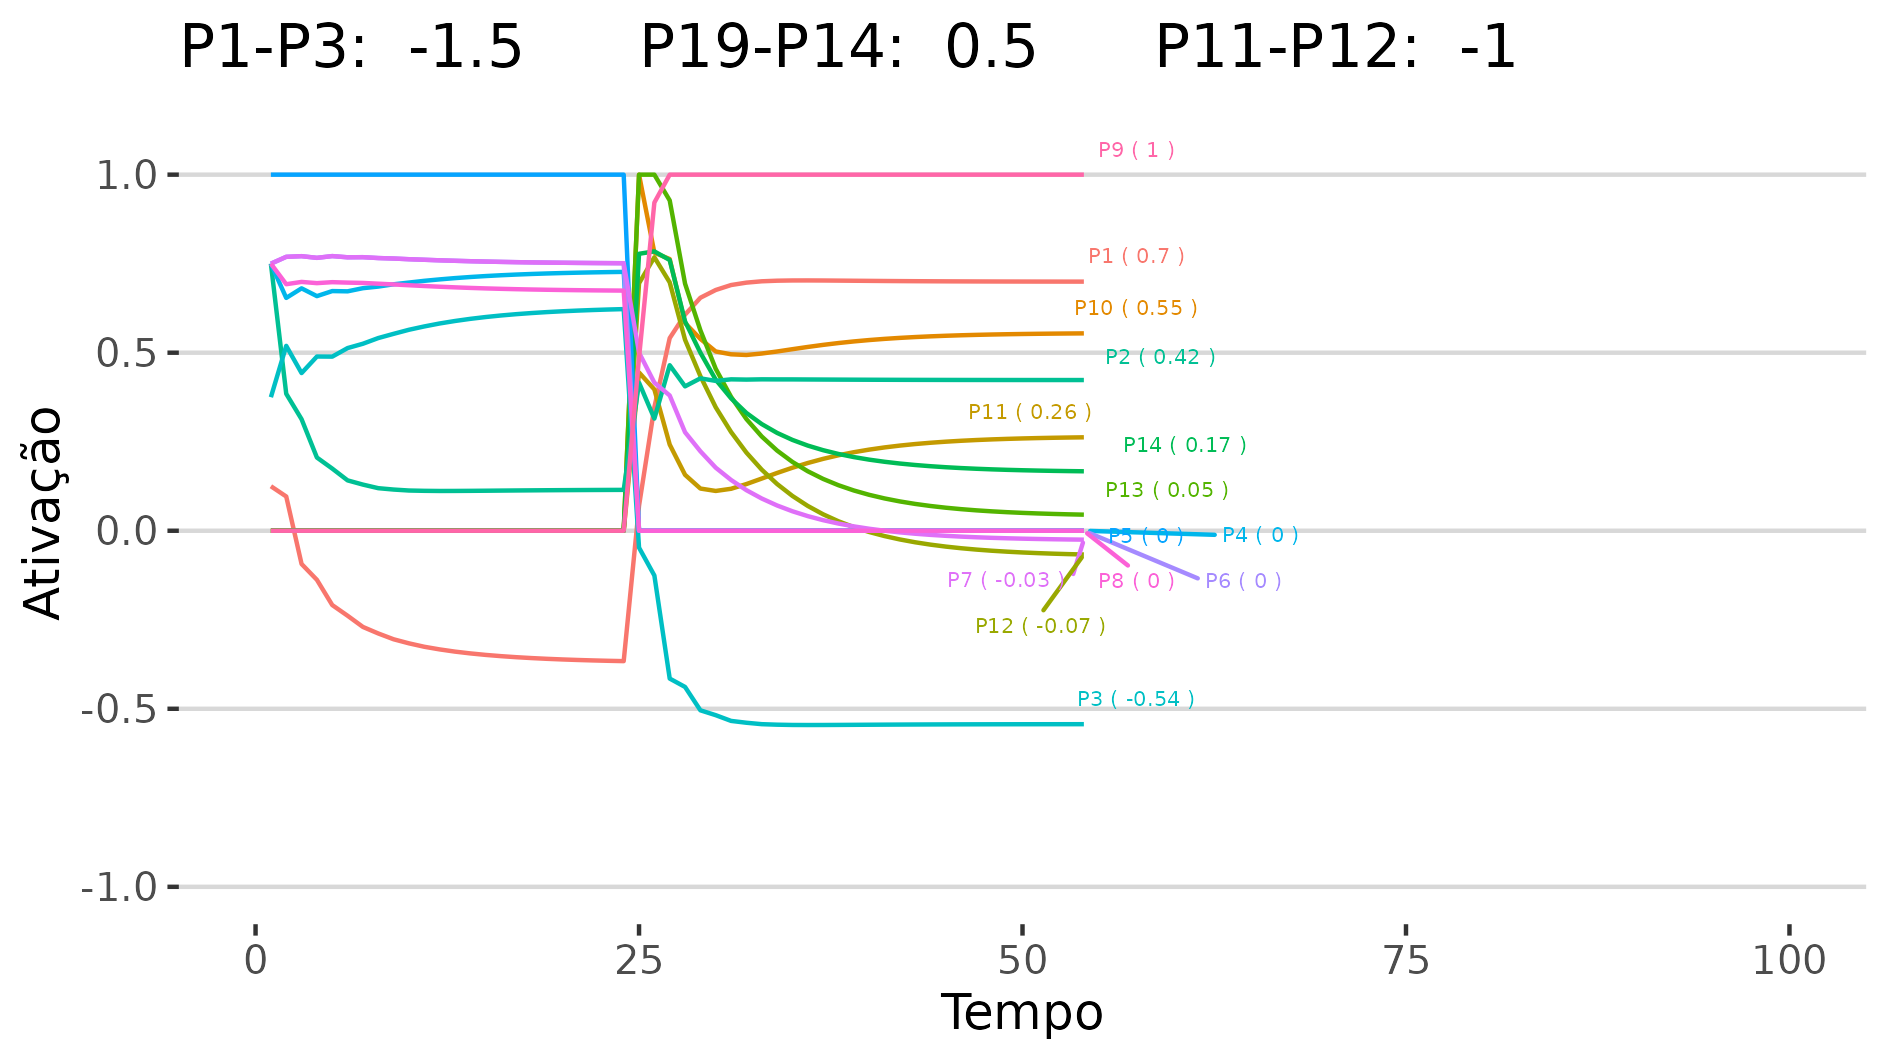 P1-P3:  -1.5  P19-P14:  0.5  P11-P12:  -1
P9 ( 1 )
1.0
P1 ( 0.7 )
P10 ( 0.55 )
0.5
P2 ( 0.42 )
P11 ( 0.26 )
P14 ( 0.17 )
P13 ( 0.05 )
0.0
P5 ( 0 )
P4 ( 0 )
P7 ( -0.03 )
P8 ( 0 )
P6 ( 0 )
P12 ( -0.07 )
P3 ( -0.54 )
-0.5
-1.0
Ativação
0 25 50 75 100
Tempo